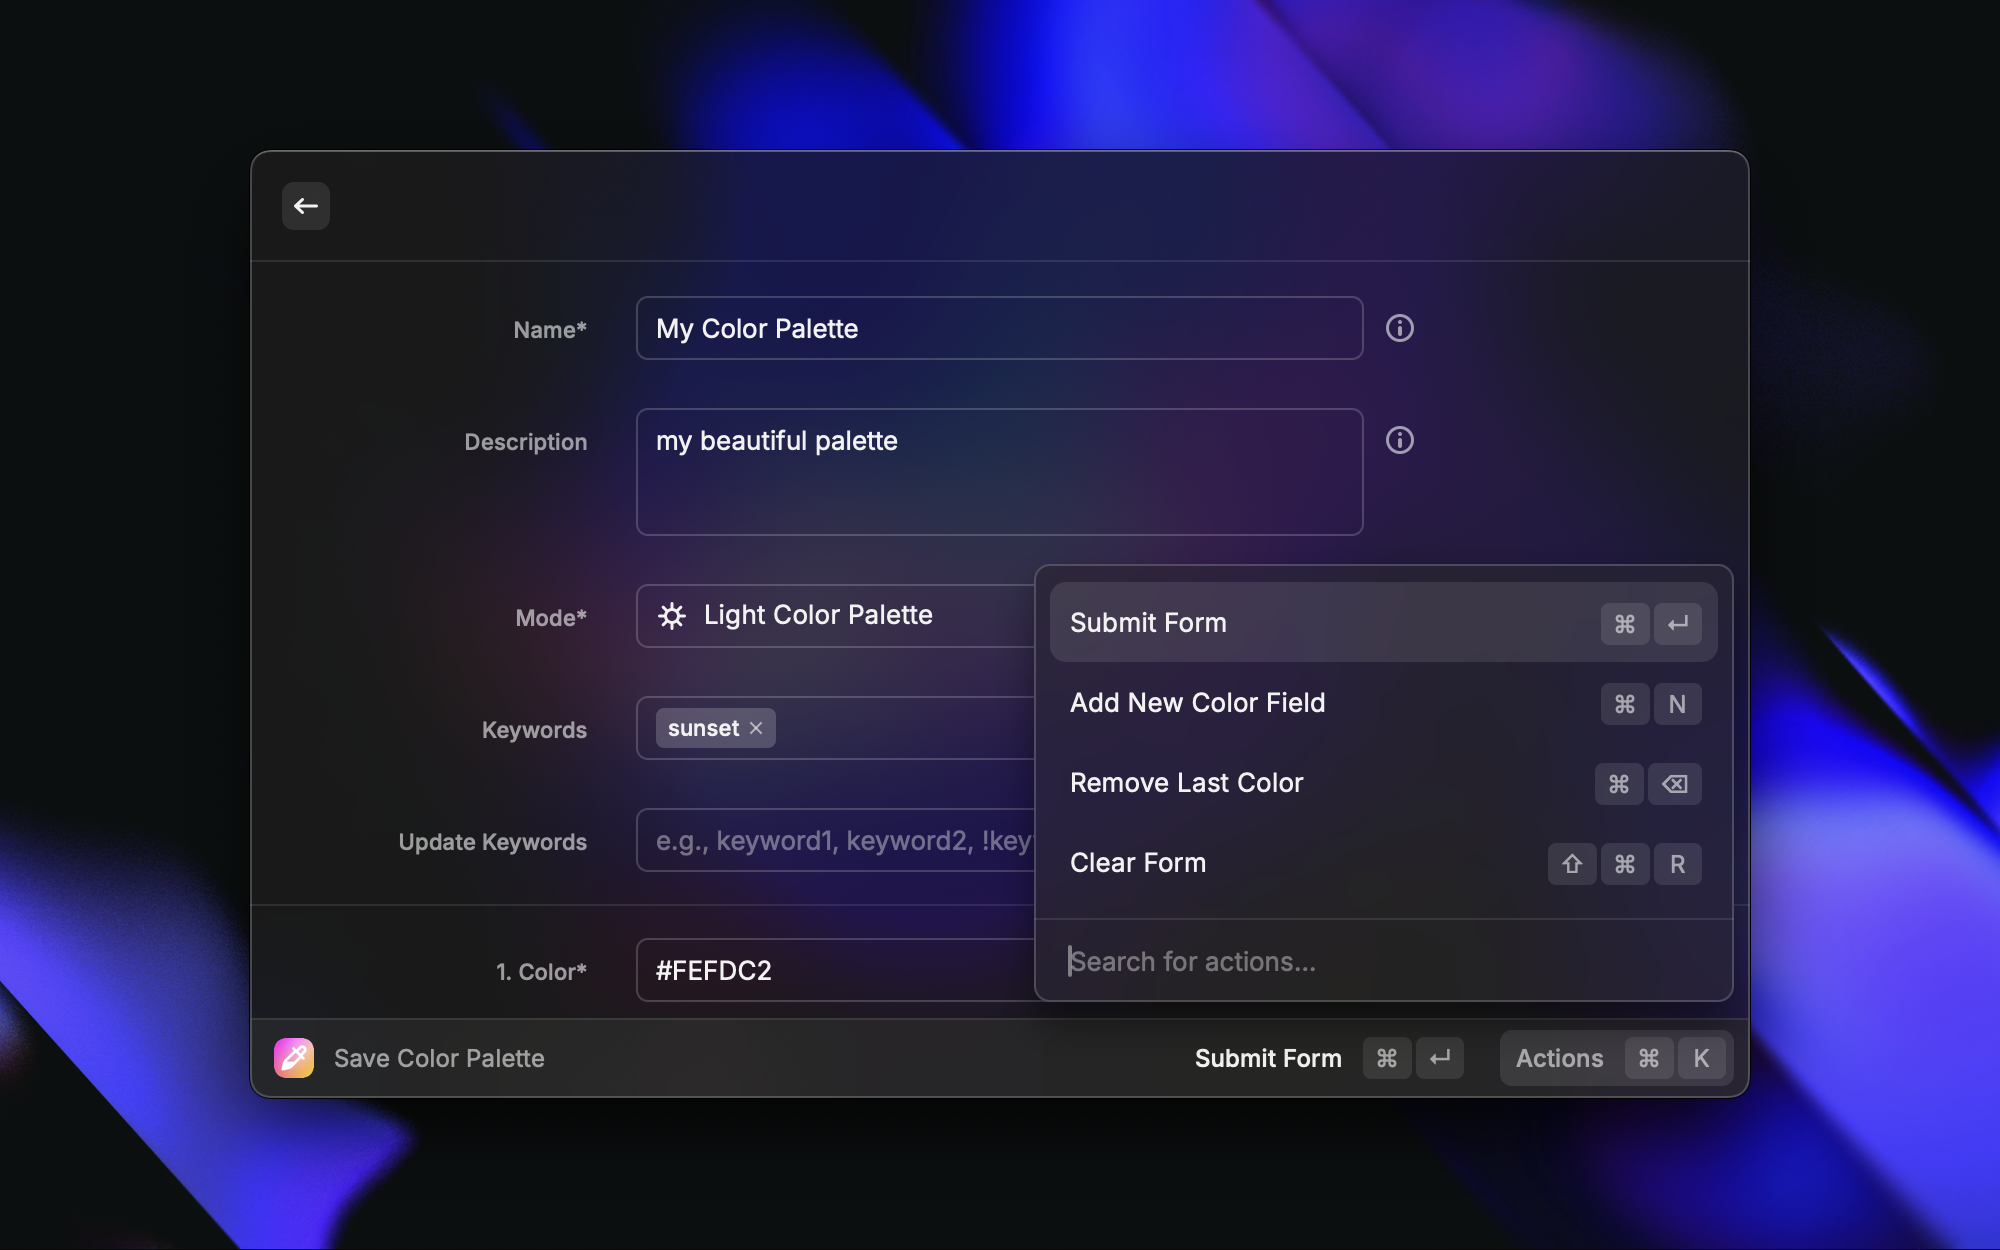 Name*
My Color Palette
Description
my beautiful palette
Mode*
Light Color Palette
Keywords
sunset
Update Keywords
e.g., keyword1, keyword2, !key
1. Color*
#FEFDC2
Submit Form ⌘ ↵
Add New Color Field ⌘ N
Remove Last Color ⌘ ⌫
Clear Form ⇧ ⌘ R
Search for actions...
Save Color Palette
Submit Form ⌘ ↵
Actions ⌘ K